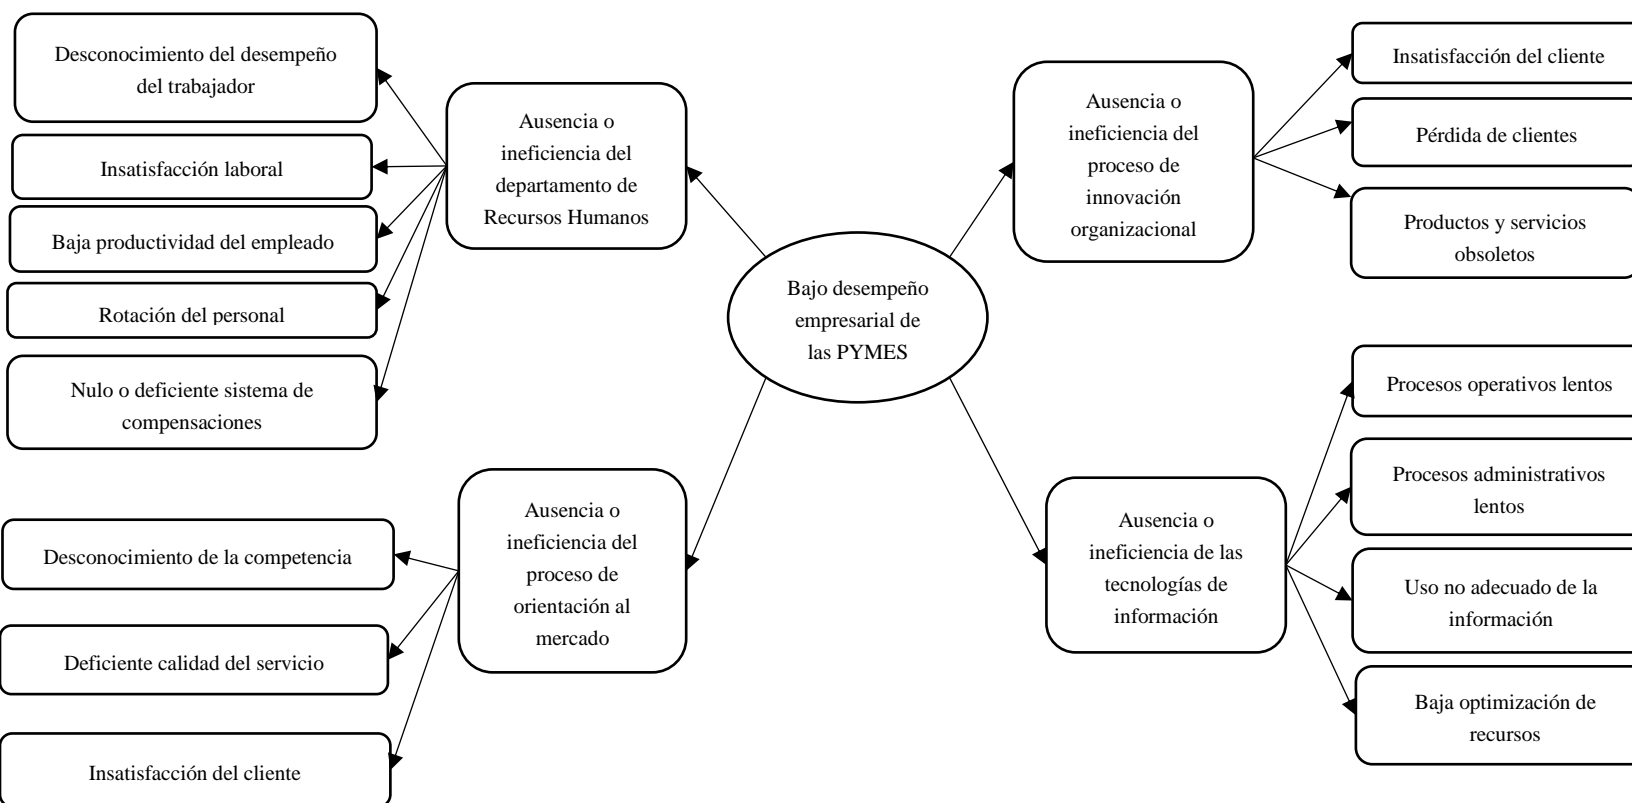 Desconocimiento del desempeño
del trabajador
Insatisfacción laboral
Baja productividad del empleado
Rotación del personal
Nulo o deficiente sistema de
compensaciones
Ausencia o
ineficiencia del
departamento de
Recursos Humanos
Desconocimiento de la competencia
Deficiente calidad del servicio
Insatisfacción del cliente
Ausencia o
ineficiencia del
proceso de
orientación al
mercado
Bajo desempeño
empresarial de
las PYMES
Ausencia o
ineficiencia del
proceso de
innovación
organizacional
Insatisfacción del cliente
Pérdida de clientes
Productos y servicios
obsoletos
Ausencia o
ineficiencia de las
tecnologías de
información
Procesos operativos lentos
Procesos administrativos
lentos
Uso no adecuado de la
información
Baja optimización de
recursos